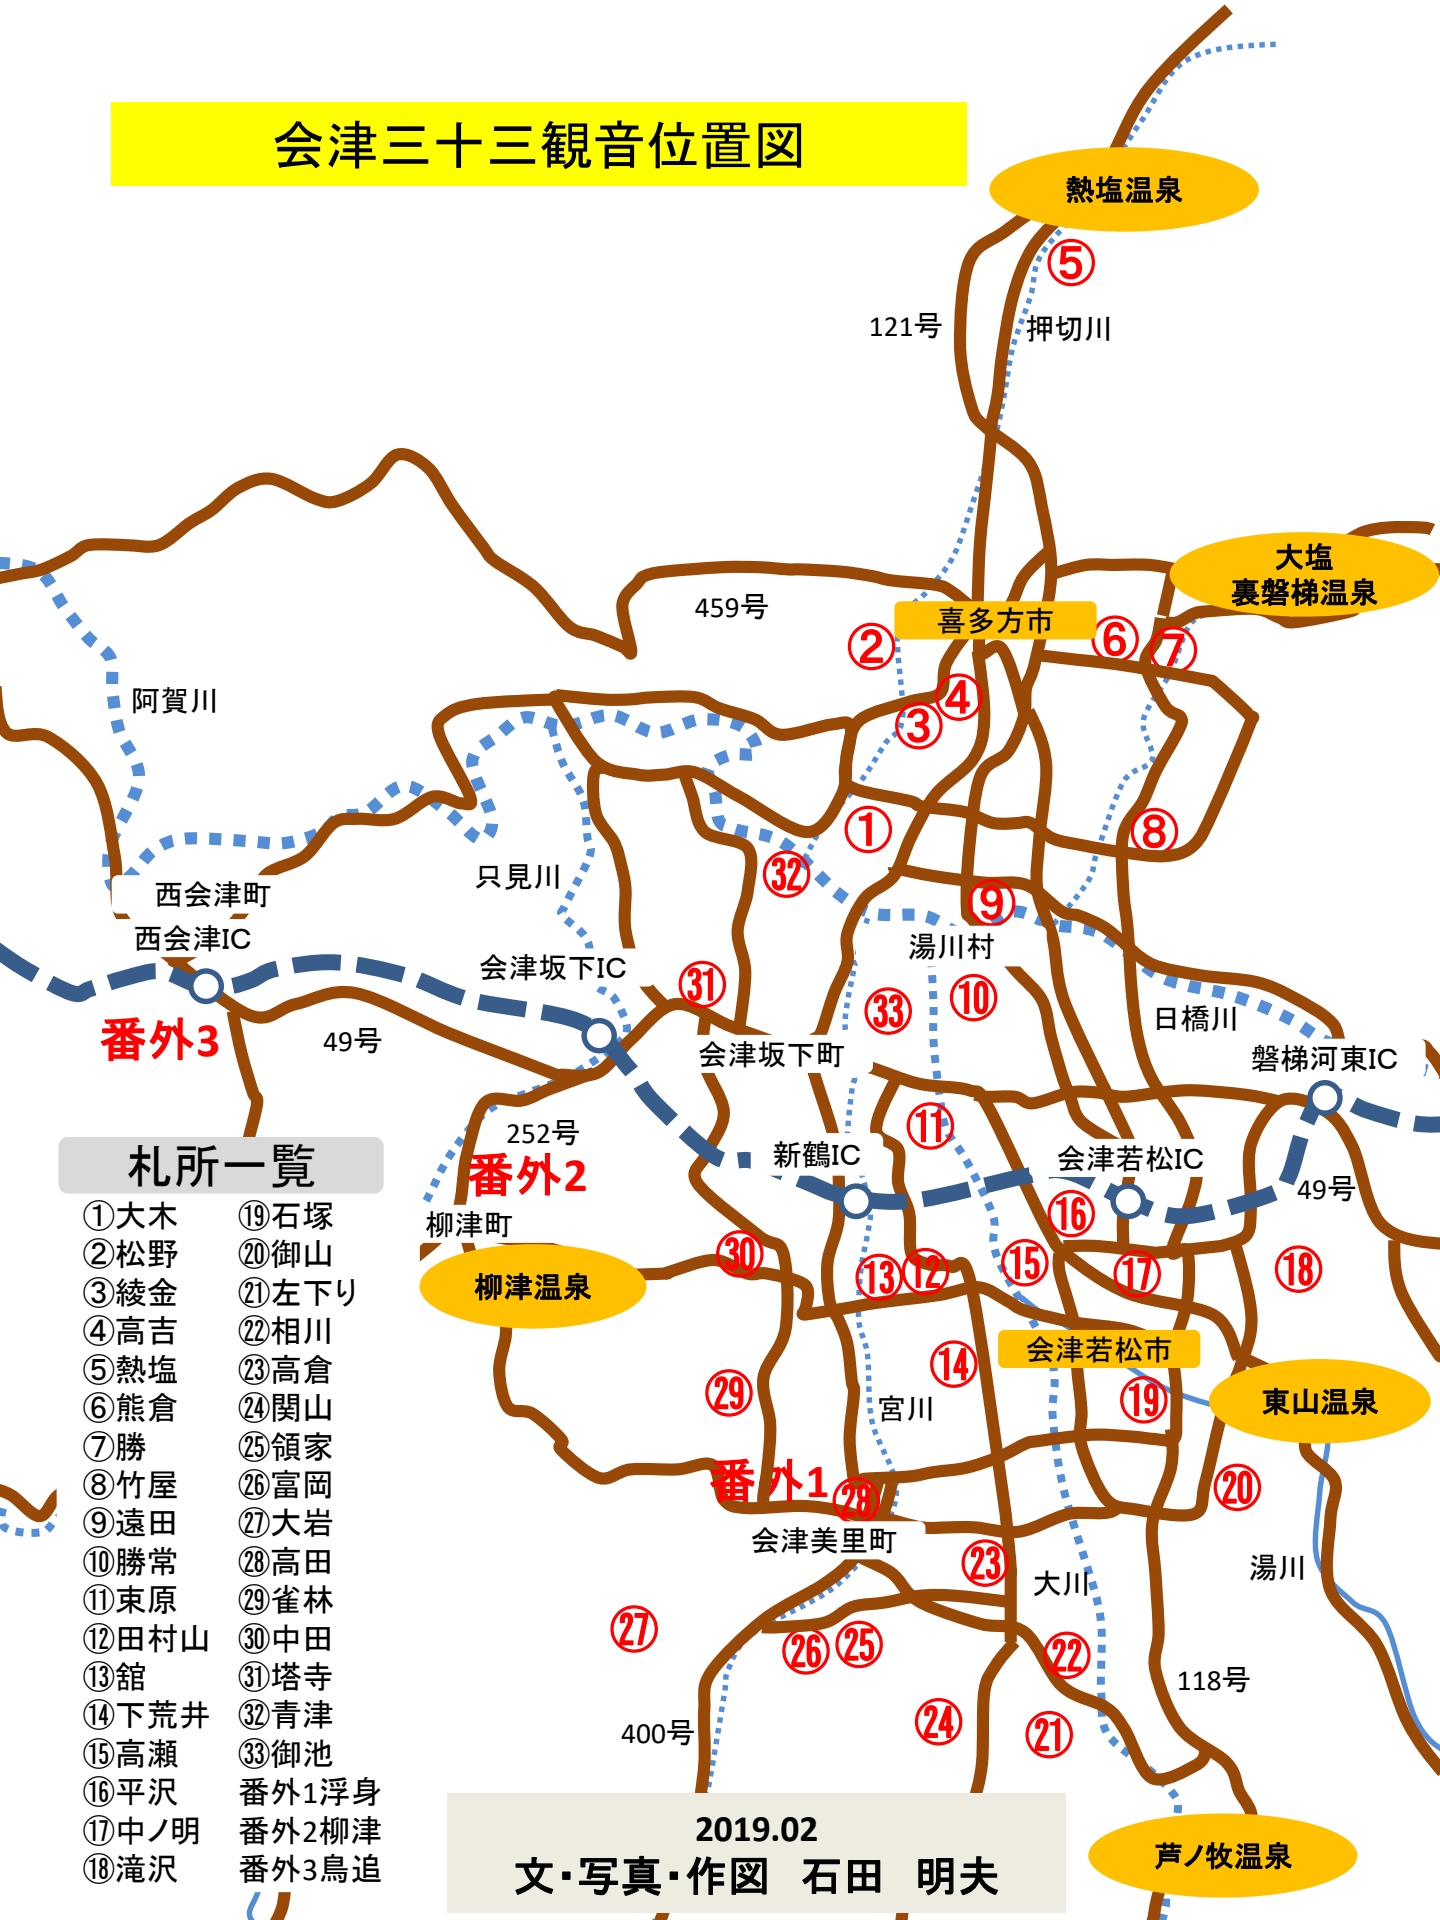 会津三十三観音位置図
熱塩温泉
⑤
121号
押切川
大塩
裏磐梯温泉
459号
喜多方市
②
⑥
⑦
阿賀川
④
③
①
⑧
㉜
只見川
西会津町
⑨
西会津IC
湯川村
会津坂下IC
㉛
⑩
㉝
日橋川
番外3
49号
会津坂下町
磐梯河東IC
⑪
252号
新鶴IC
会津若松IC
番外2
49号
柳津町
⑯
㉚
⑮
⑱
⑬
⑫
⑰
柳津温泉
会津若松市
⑭
㉙
⑲
東山温泉
宮川
番外1
㉘
⑳
会津美里町
㉓
大川
湯川
㉗
㉖
㉕
㉒
118号
㉔
㉑
400号
芦ノ牧温泉
札所一覧
①大木
②松野
③綾金
④高吉
⑤熱塩
⑥熊倉
⑦勝
⑧竹屋
⑨遠田
⑩勝常
⑪束原
⑫田村山
⑬舘
⑭下荒井
⑮高瀬
⑯平沢
⑰中ノ明
⑱滝沢
⑲石塚
⑳御山
㉑左下り
㉒相川
㉓高倉
㉔関山
㉕領家
㉖富岡
㉗大岩
㉘高田
㉙雀林
㉚中田
㉛塔寺
㉜青津
㉝御池
番外1浮身
番外2柳津
番外3鳥追
2019.02
文・写真・作図　石田　明夫